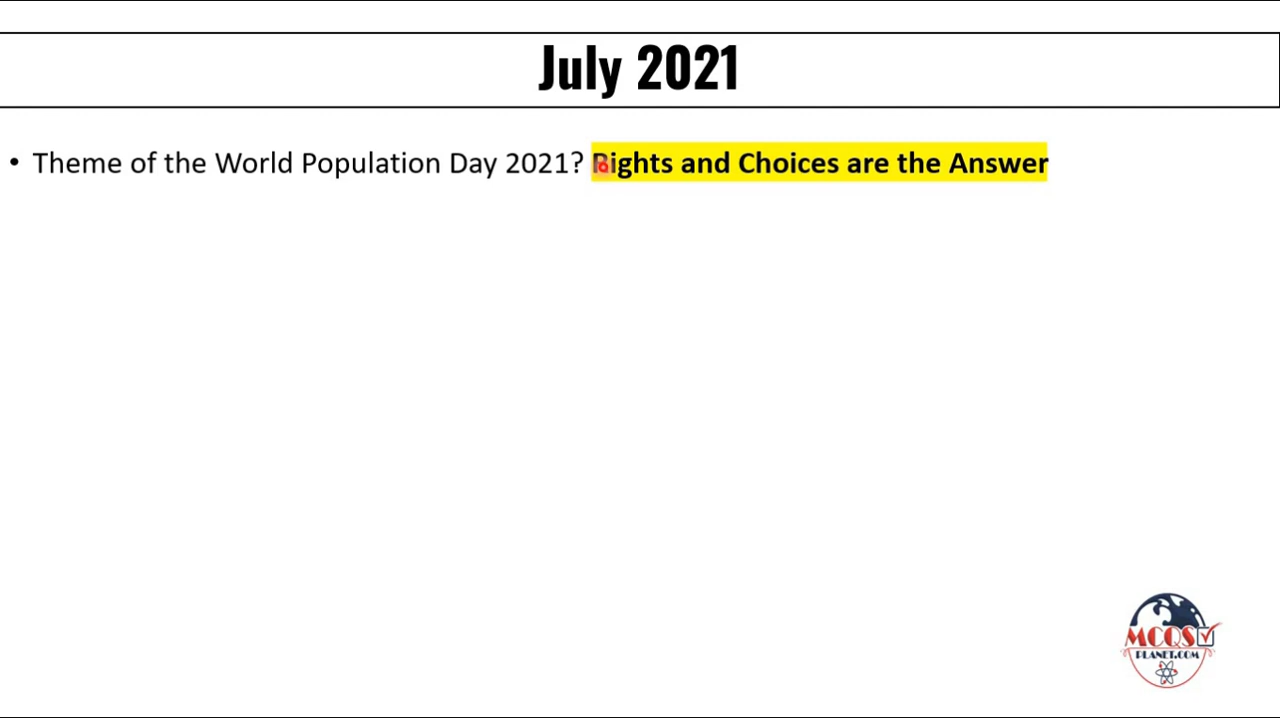 July 2021
• Theme of the World Population Day 2021? Rights and Choices are the Answer
MCQS
PLANET.COM